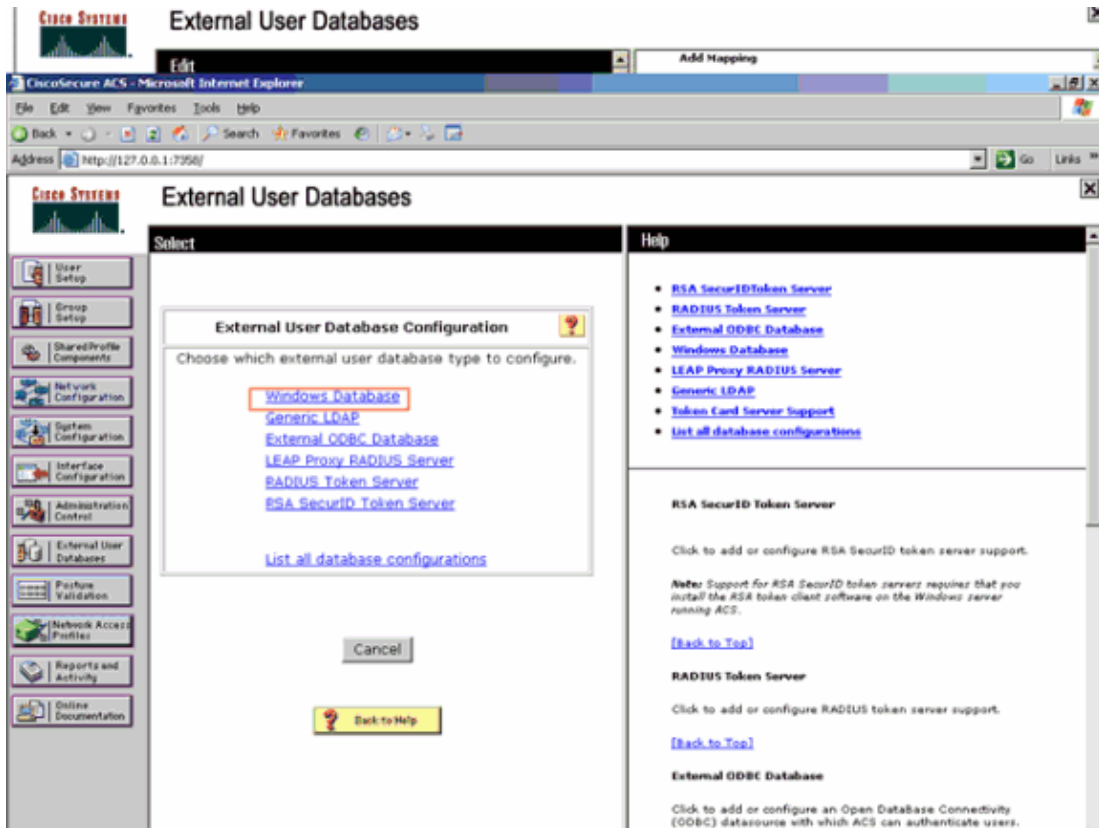 CISCO SYSTEMS
External User Databases
Edit
Add Mapping
CiscoSecure ACS - Microsoft Internet Explorer
File Edit View Favorites Tools Help
Back Search Favorites
Address http://127.0.0.1:7358/ Go Links »
CISCO SYSTEMS
External User Databases
Select
Help
User Setup
Group Setup
Shared Profile Components
Network Configuration
System Configuration
Interface Configuration
Administration Control
External User Databases
Posture Validation
Network Access Profiles
Reports and Activity
Online Documentation
External User Database Configuration
Choose which external user database type to configure.
Windows Database
Generic LDAP
External ODBC Database
LEAP Proxy RADIUS Server
RADIUS Token Server
RSA SecurID Token Server
List all database configurations
Cancel
Back to Help
RSA SecurIDToken Server
RADIUS Token Server
External ODBC Database
Windows Database
LEAP Proxy RADIUS Server
Generic LDAP
Token Card Server Support
List all database configurations
RSA SecurID Token Server
Click to add or configure RSA SecurID token server support.
Note: Support for RSA SecurID token servers requires that you
install the RSA token client software on the Windows server
running ACS.
[Back to Top]
RADIUS Token Server
Click to add or configure RADIUS token server support.
[Back to Top]
External ODBC Database
Click to add or configure an Open DataBase Connectivity
(ODBC) datasource with which ACS can authenticate users.